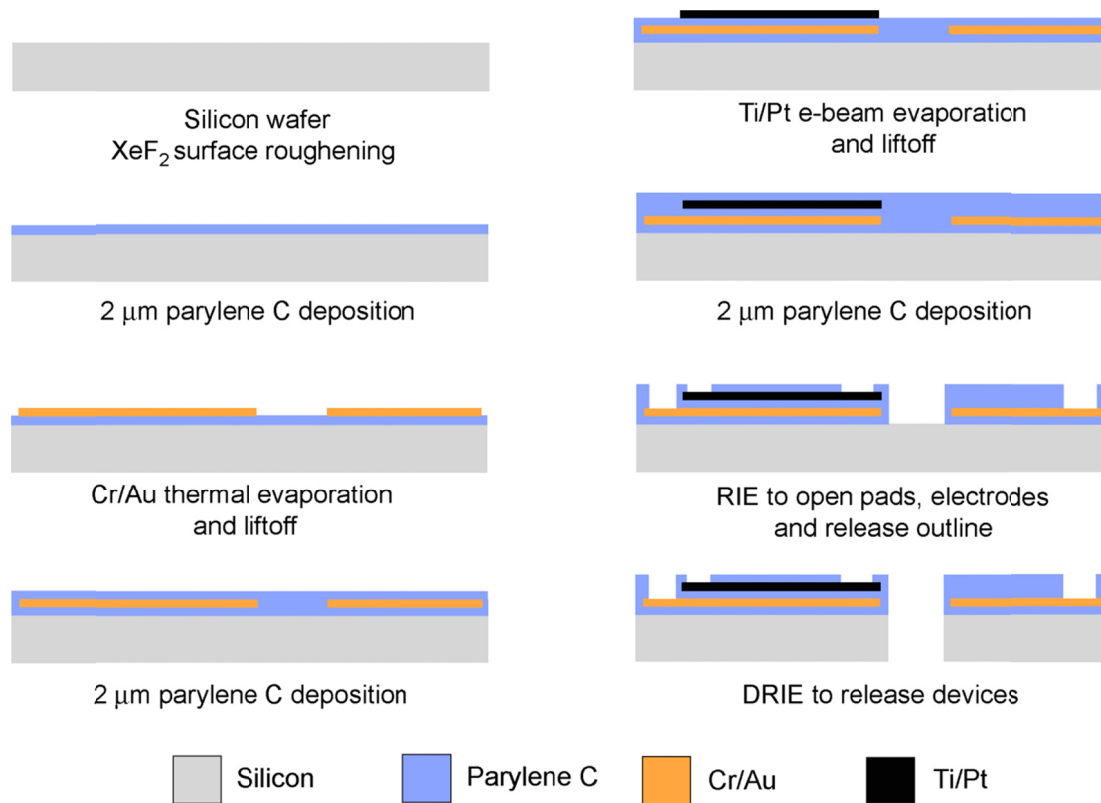 Silicon wafer
XeF₂ surface roughening
2 μm parylene C deposition
Cr/Au thermal evaporation
and liftoff
2 μm parylene C deposition
Ti/Pt e-beam evaporation
and liftoff
2 μm parylene C deposition
RIE to open pads, electrodes
and release outline
DRIE to release devices
Silicon
Parylene C
Cr/Au
Ti/Pt